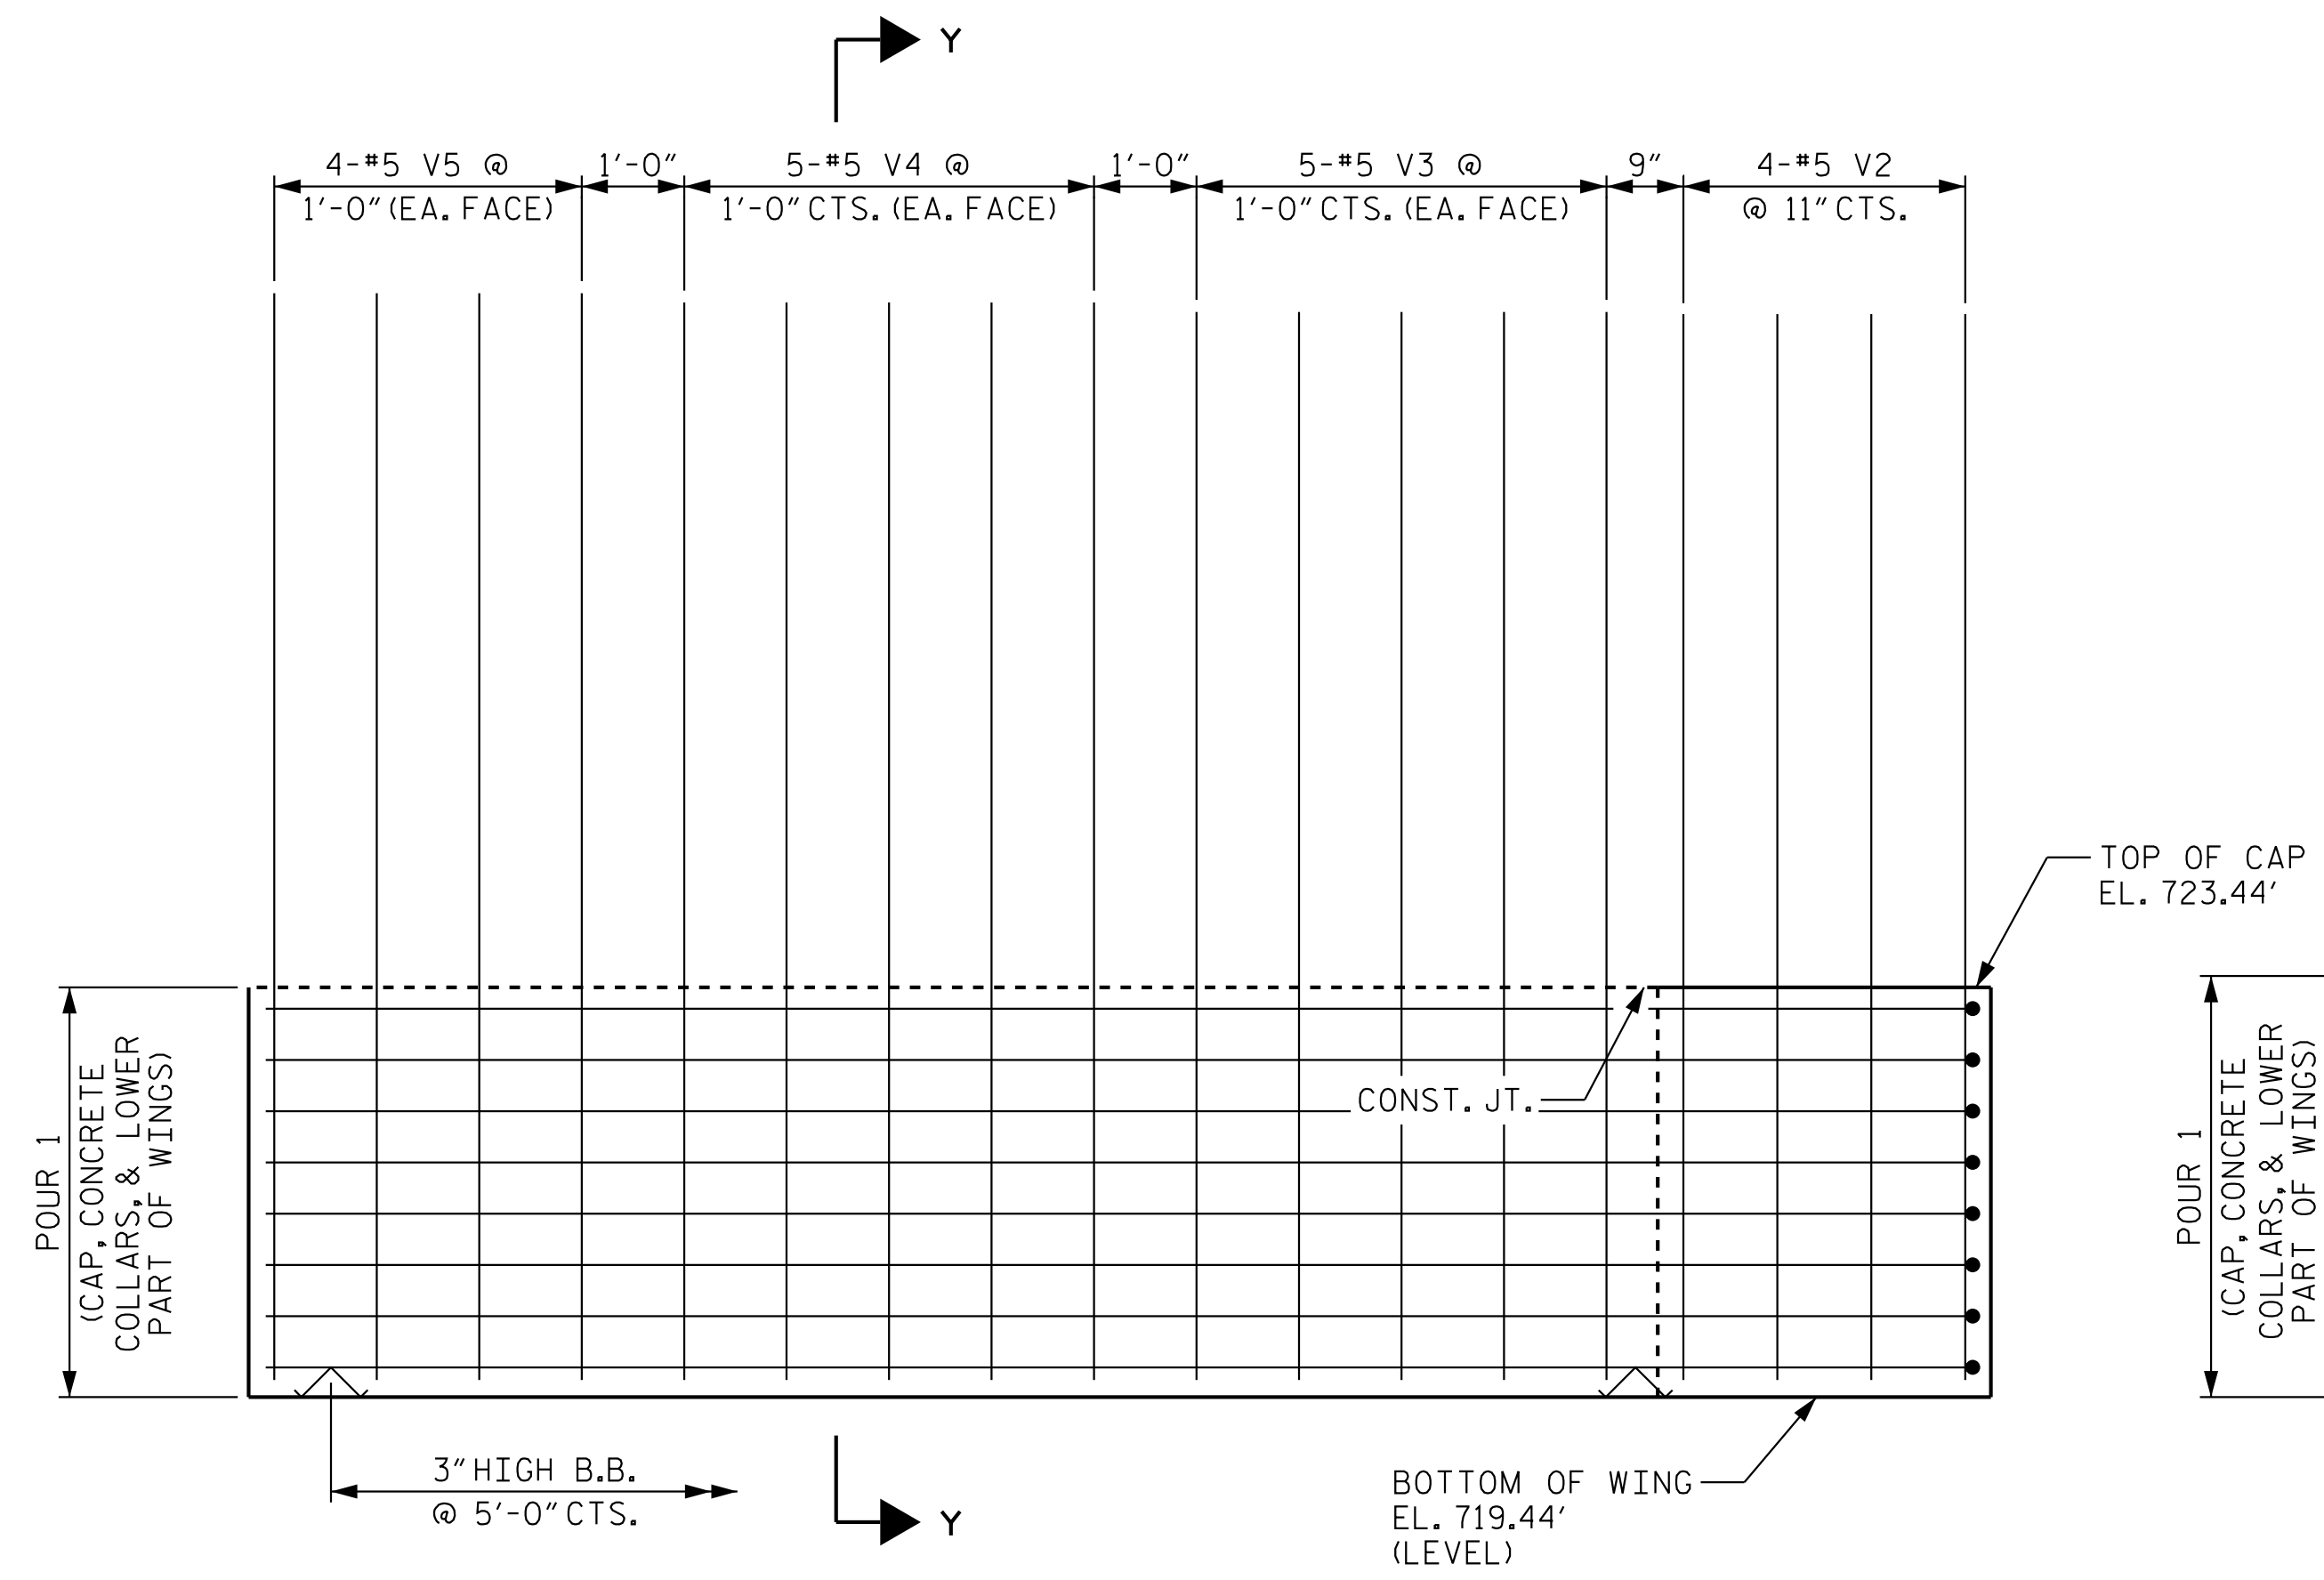 Y
4-#5 V5 @
1'-0" (EA. FACE)
1'-0"
5-#5 V4 @
1'-0" CTS. (EA. FACE)
1'-0"
5-#5 V3 @
1'-0" CTS. (EA. FACE)
9"
4-#5 V2
@ 11" CTS.
TOP OF CAP
EL. 723.44'
CONST. JT.
POUR 1
(CAP, CONCRETE
COLLARS, & LOWER
PART OF WINGS)
POUR 1
(CAP, CONCRETE
COLLARS, & LOWER
PART OF WINGS)
3" HIGH B.B.
@ 5'-0" CTS.
Y
BOTTOM OF WING
EL. 719.44'
(LEVEL)